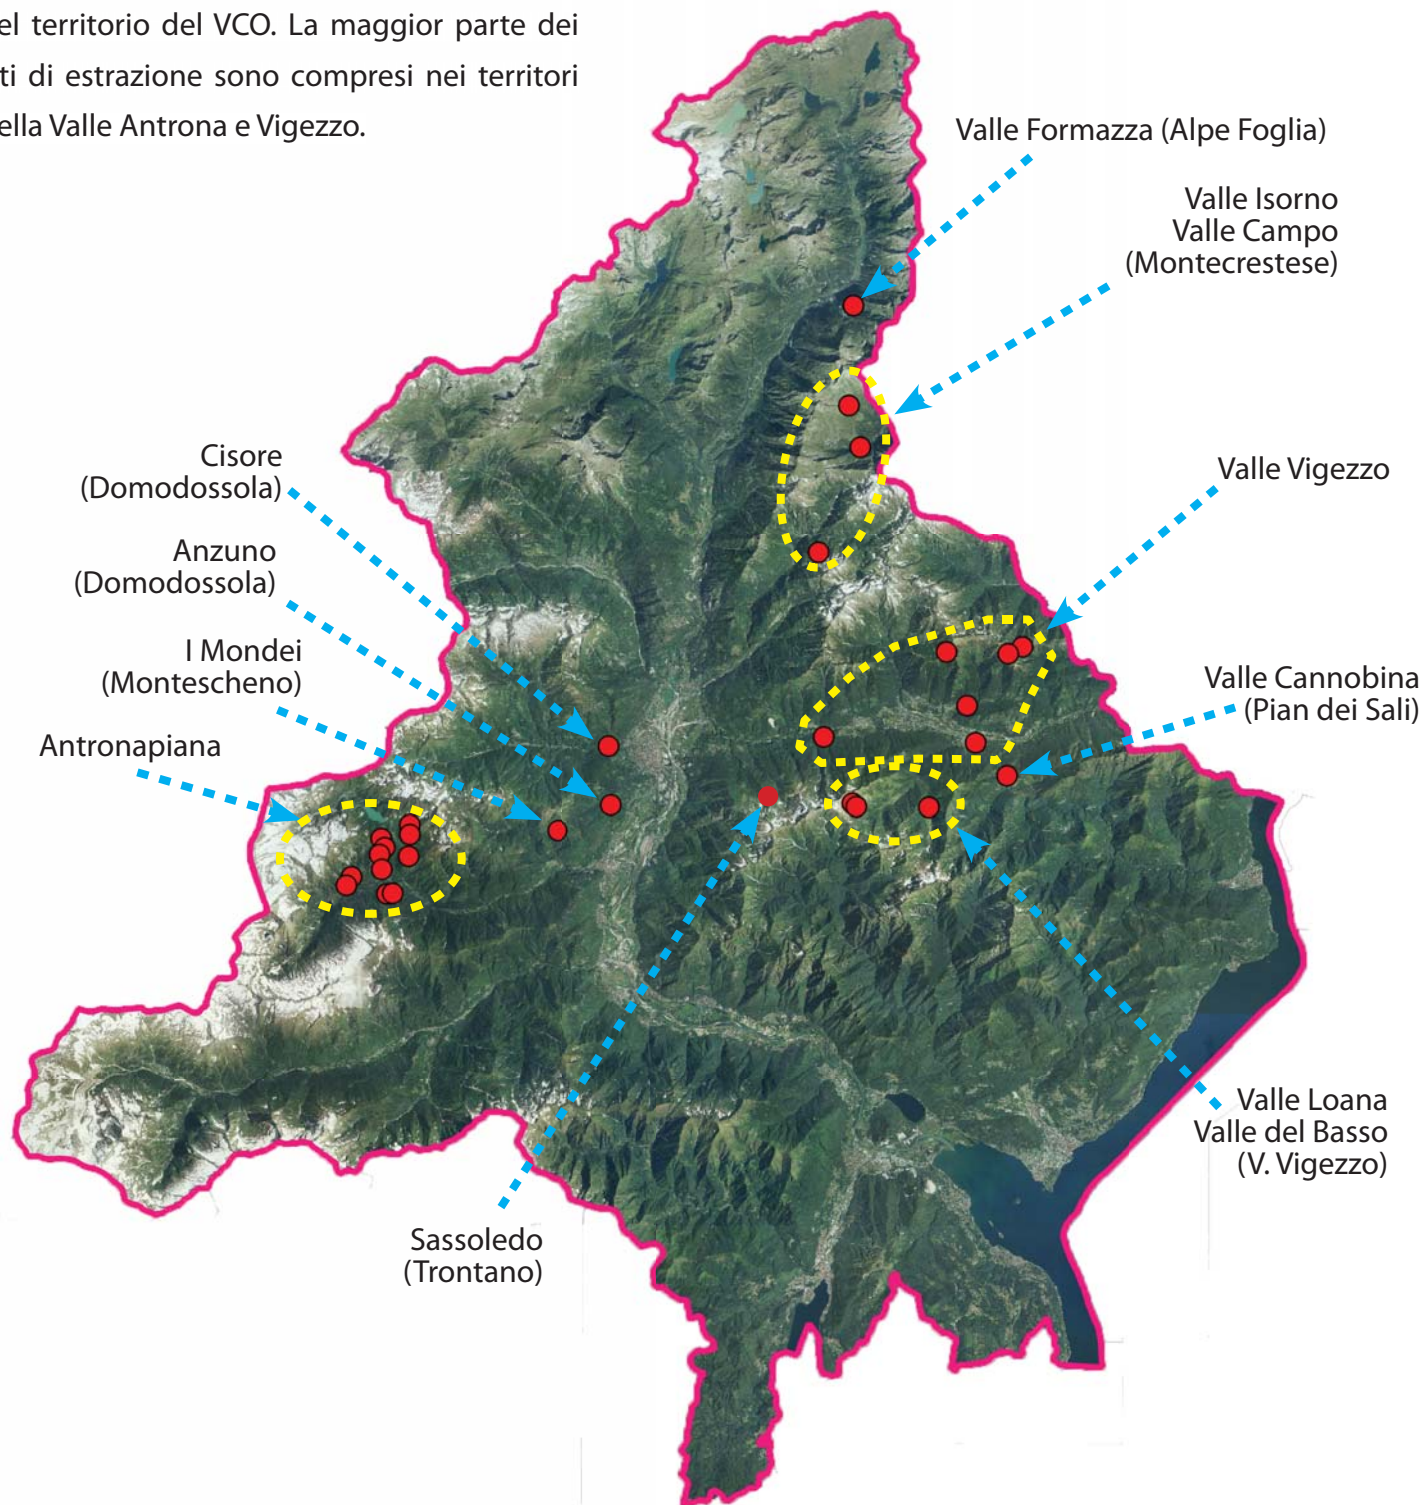 el territorio del VCO. La maggior parte dei
ti di estrazione sono compresi nei territori
ella Valle Antrona e Vigezzo.
Valle Formazza (Alpe Foglia)
Valle Isorno
Valle Campo
(Montecrestese)
Cisore
(Domodossola)
Valle Vigezzo
Anzuno
(Domodossola)
I Mondei
(Montescheno)
Valle Cannobina
(Pian dei Sali)
Antronapiana
Valle Loana
Valle del Basso
(V. Vigezzo)
Sassoledo
(Trontano)